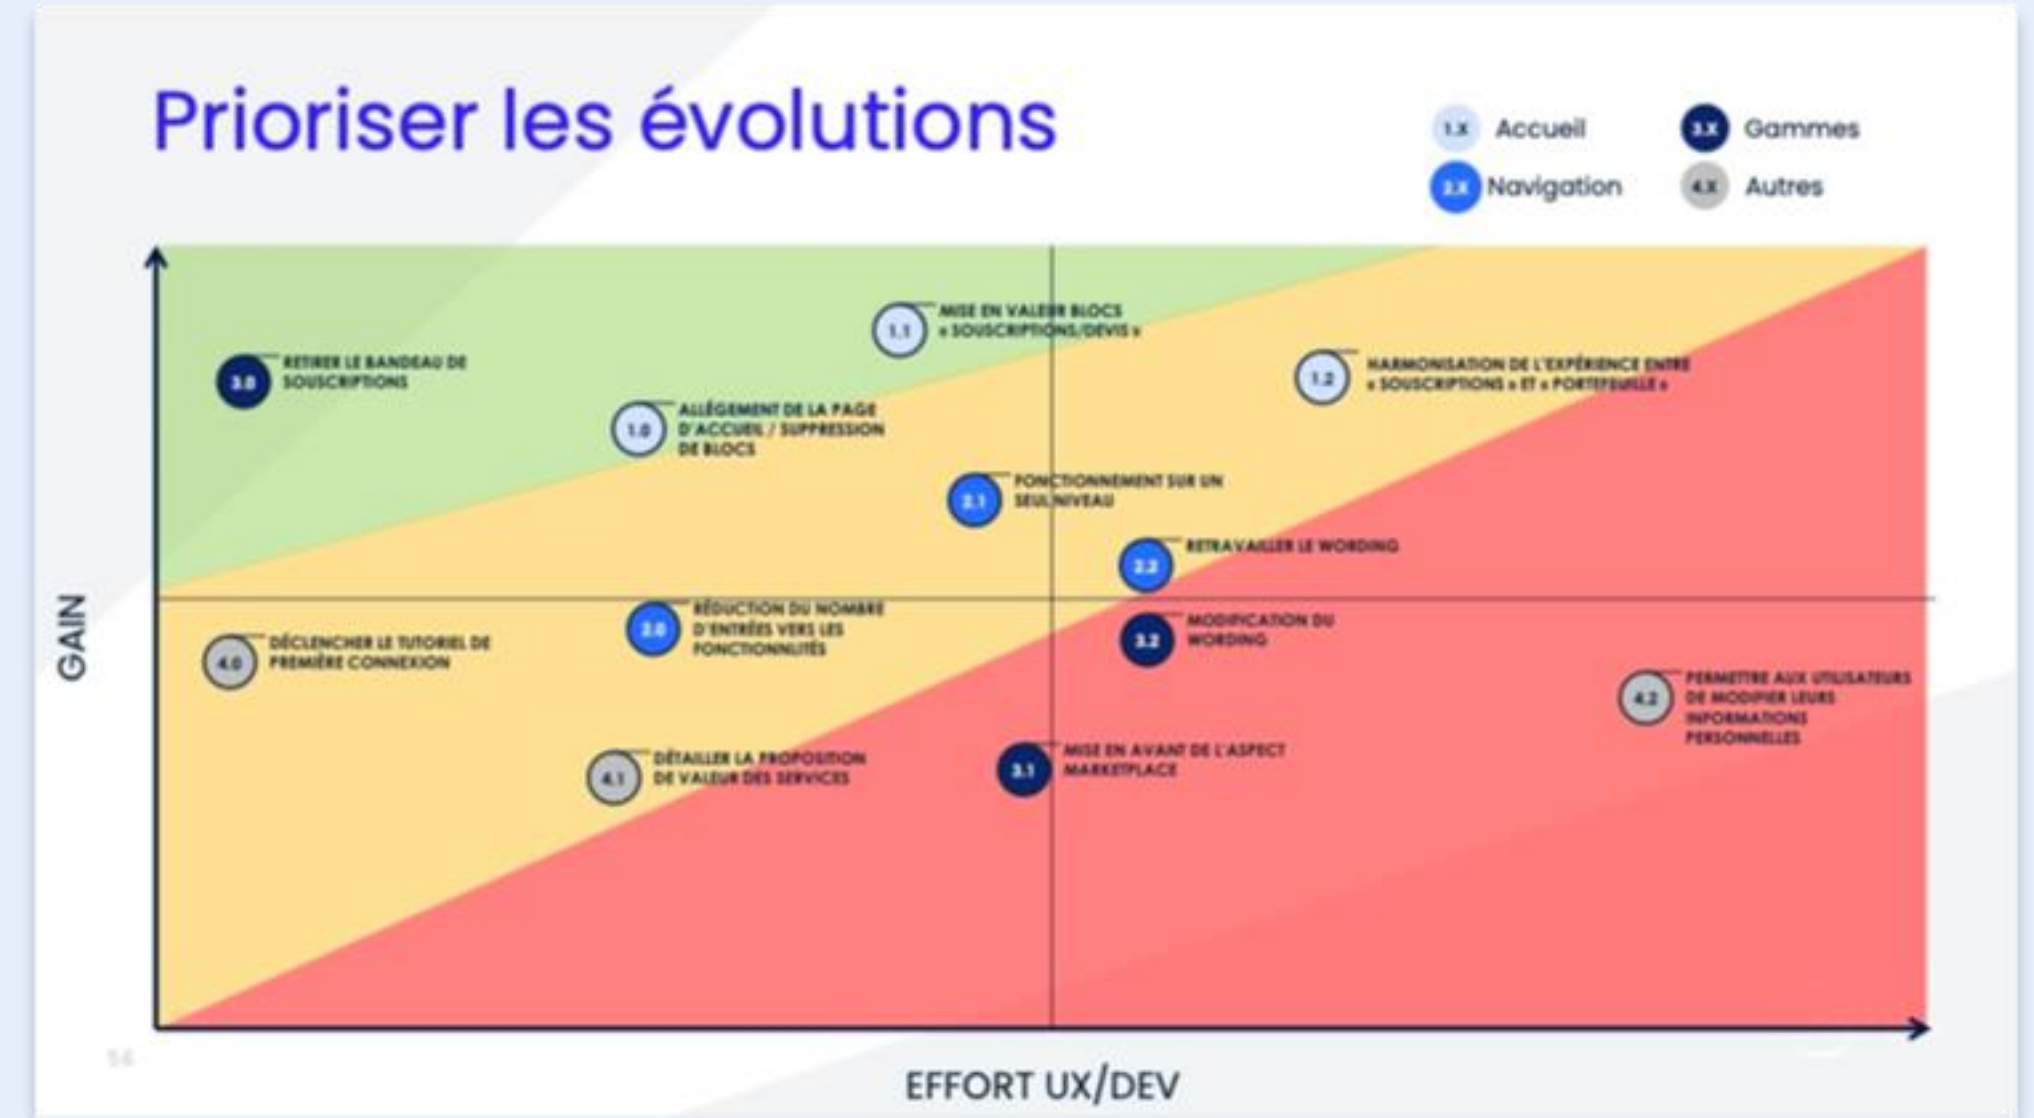 Prioriser les évolutions
1.X Accueil
3.X Gammes
2.X Navigation
4.X Autres
GAIN
1.1
MISE EN VALEUR BLOCS
« SOUSCRIPTIONS/DEVIS »
3.0
RETIRER LE BANDEAU DE
SOUSCRIPTIONS
1.2
HARMONISATION DE L'EXPÉRIENCE ENTRE
« SOUSCRIPTIONS » ET « PORTEFEUILLE »
1.0
ALLÉGEMENT DE LA PAGE
D'ACCUEIL / SUPPRESSION
DE BLOCS
2.1
FONCTIONNEMENT SUR UN
SEUL NIVEAU
2.2
RETRAVAILLER LE WORDING
2.0
RÉDUCTION DU NOMBRE
D'ENTRÉES VERS LES
FONCTIONNLITÉS
3.2
MODIFICATION DU
WORDING
4.0
DÉCLENCHER LE TUTORIEL DE
PREMIÈRE CONNEXION
4.2
PERMETTRE AUX UTILISATEURS
DE MODIFIER LEURS
INFORMATIONS
PERSONNELLES
4.1
DÉTAILLER LA PROPOSITION
DE VALEUR DES SERVICES
3.1
MISE EN AVANT DE L'ASPECT
MARKETPLACE
EFFORT UX/DEV